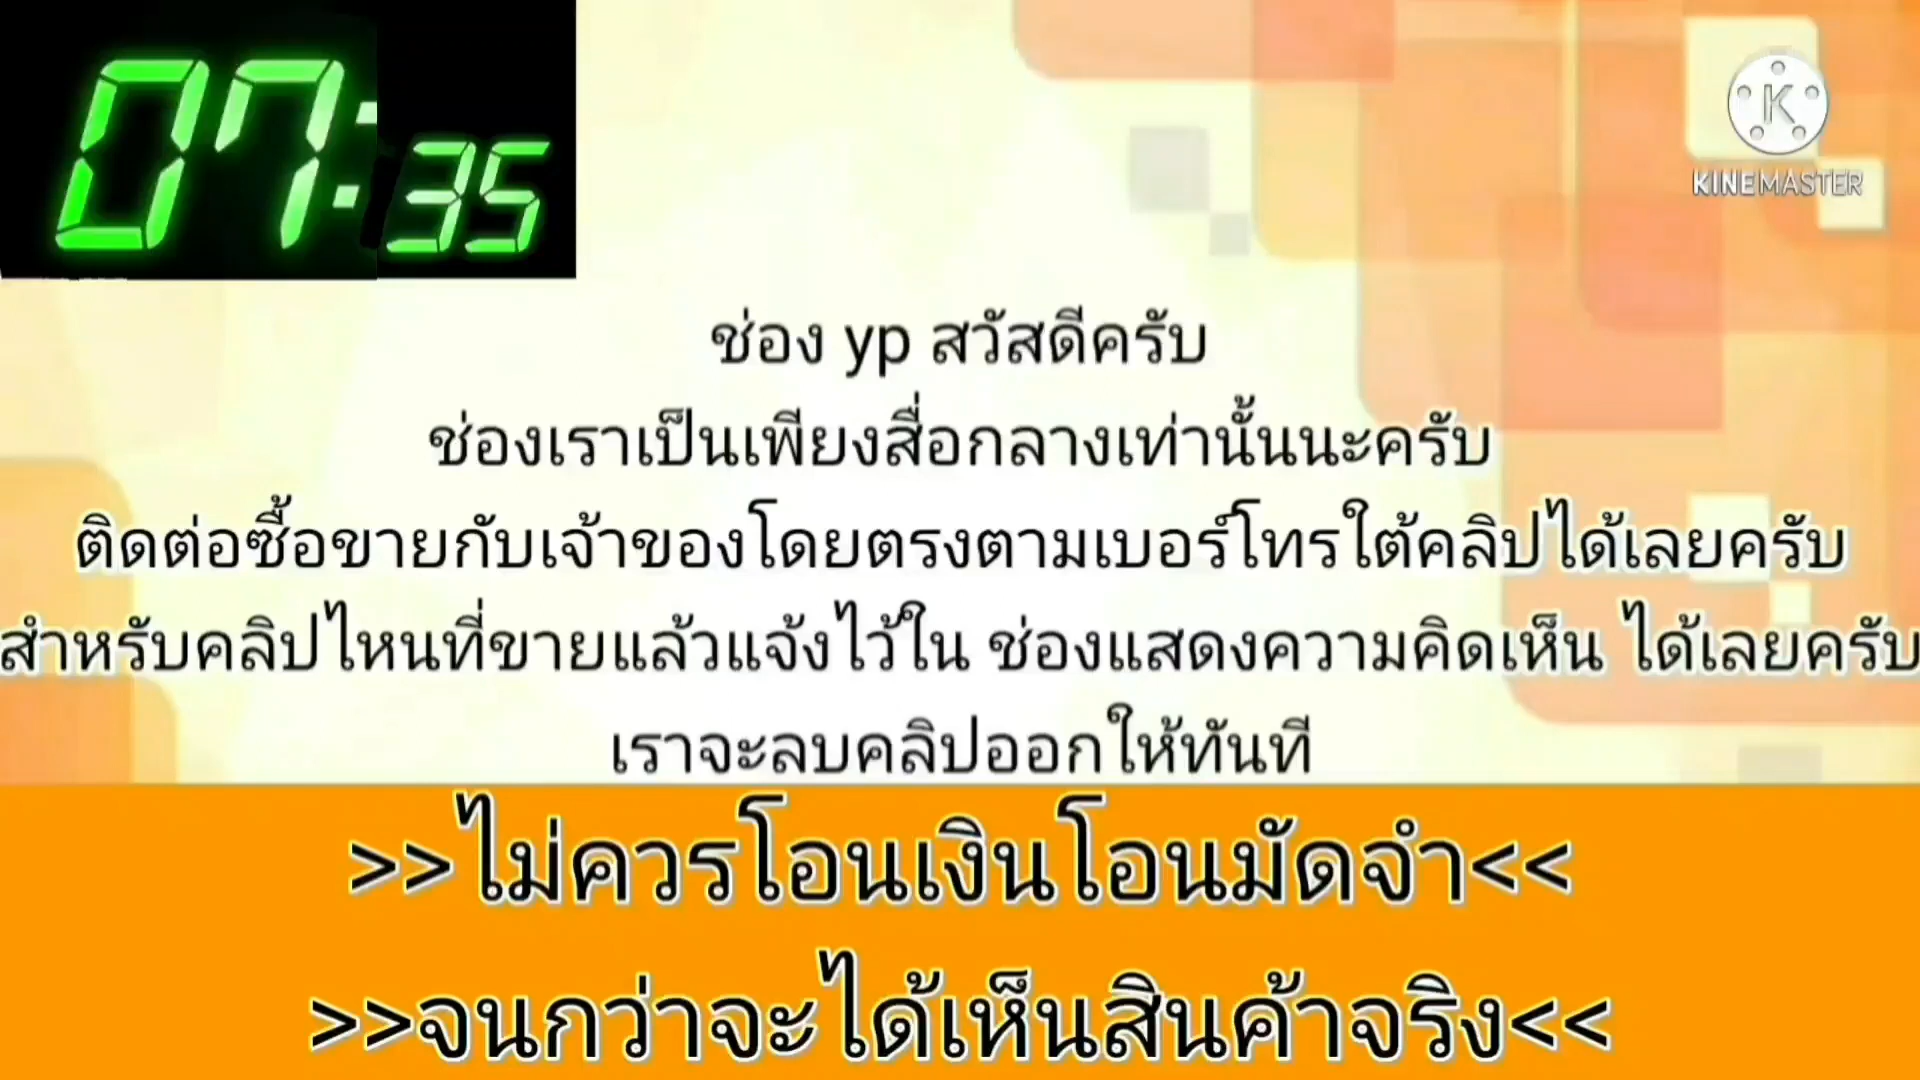 07:35
KINEMASTER
ช่อง yp สวัสดีครับ
ช่องเราเป็นเพียงสื่อกลางเท่านั้นนะครับ
ติดต่อซื้อขายกับเจ้าของโดยตรงตามเบอร์โทรใต้คลิปได้เลยครับ
สำหรับคลิปไหนที่ขายแล้วแจ้งไว้ใน ช่องแสดงความคิดเห็น ได้เลยครับ
เราจะลบคลิปออกให้ทันที
>>ไม่ควรโอนเงินโอนมัดจำ<<
>>จนกว่าจะได้เห็นสินค้าจริง<<